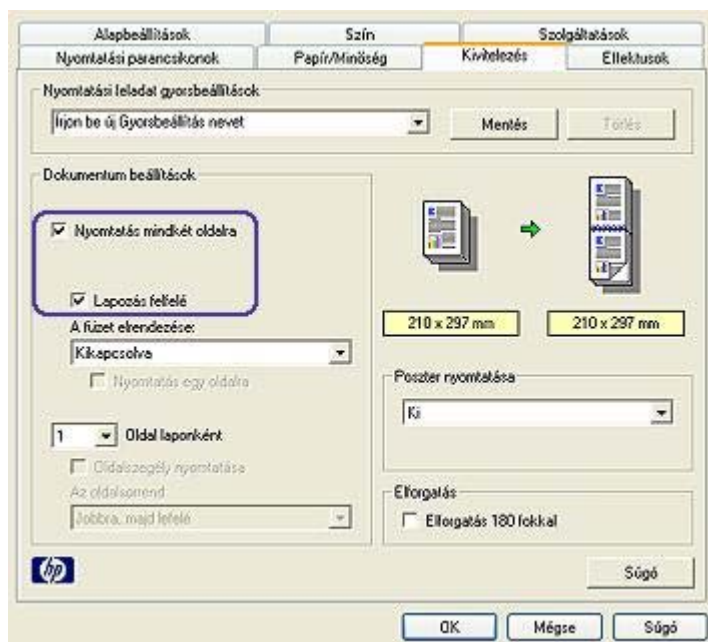 Alapbeállítások Szín Szolgáltatások
Nyomtatási parancsikonok Papír/Minőség Kivitelezés Effektusok
Nyomtatási feladat gyorsbeállítások
Írjon be új Gyorsbeállítás nevet Mentés Törlés
Dokumentum beállítások
Nyomtatás mindkét oldalra
Lapozás felfelé
210 x 297 mm 210 x 297 mm
A füzet elrendezése:
Kikapcsolva
Nyomtatás egy oldalra
Poszter nyomtatása
Ki
1 Oldal laponként
Oldalszegély nyomtatása
Az oldalsorrend
Jobbra, majd lefelé
Elforgatás
Elforgatás 180 fokkal
hp
Súgó
OK Mégse Súgó